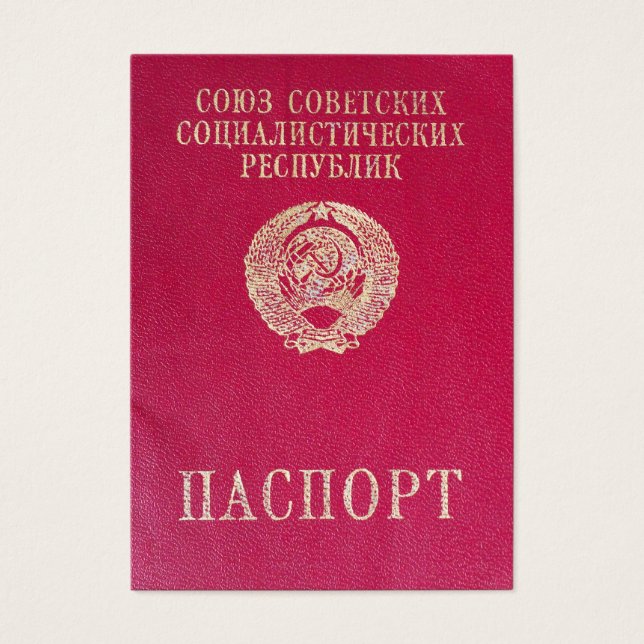 СОЮЗ СОВЕТСКИХ
СОЦИАЛИСТИЧЕСКИХ
РЕСПУБЛИК
ПАСПОРТ